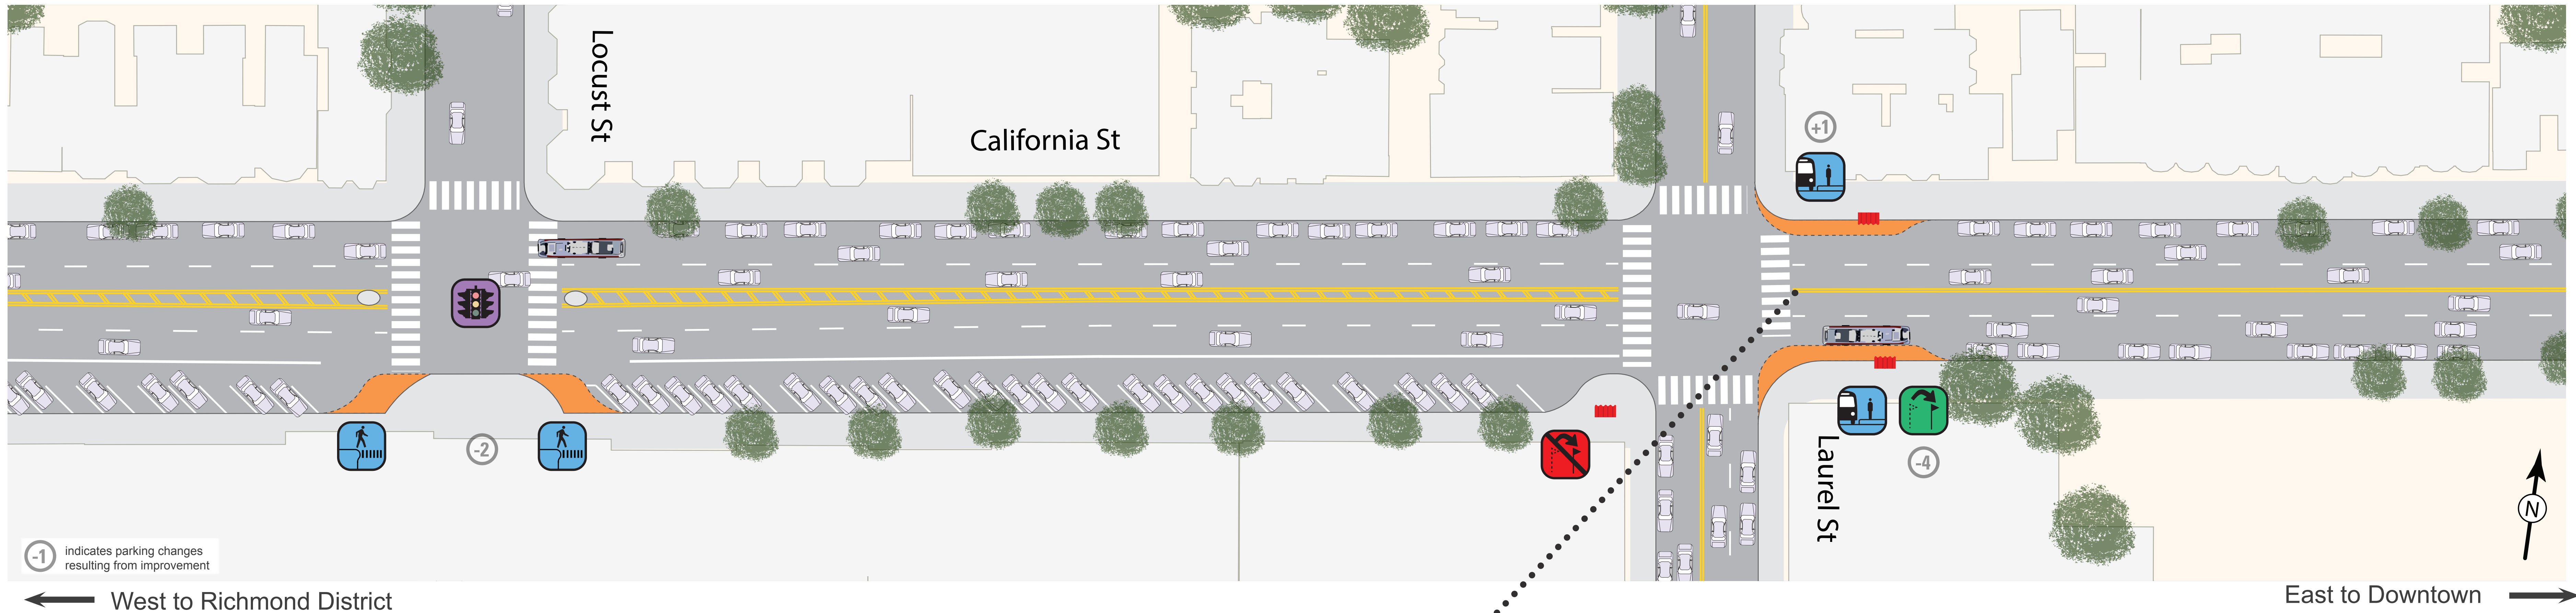 Locust St
California St
+1
-2
Laurel St
-4
N
-1
indicates parking changes
resulting from improvement
West to Richmond District
East to Downtown